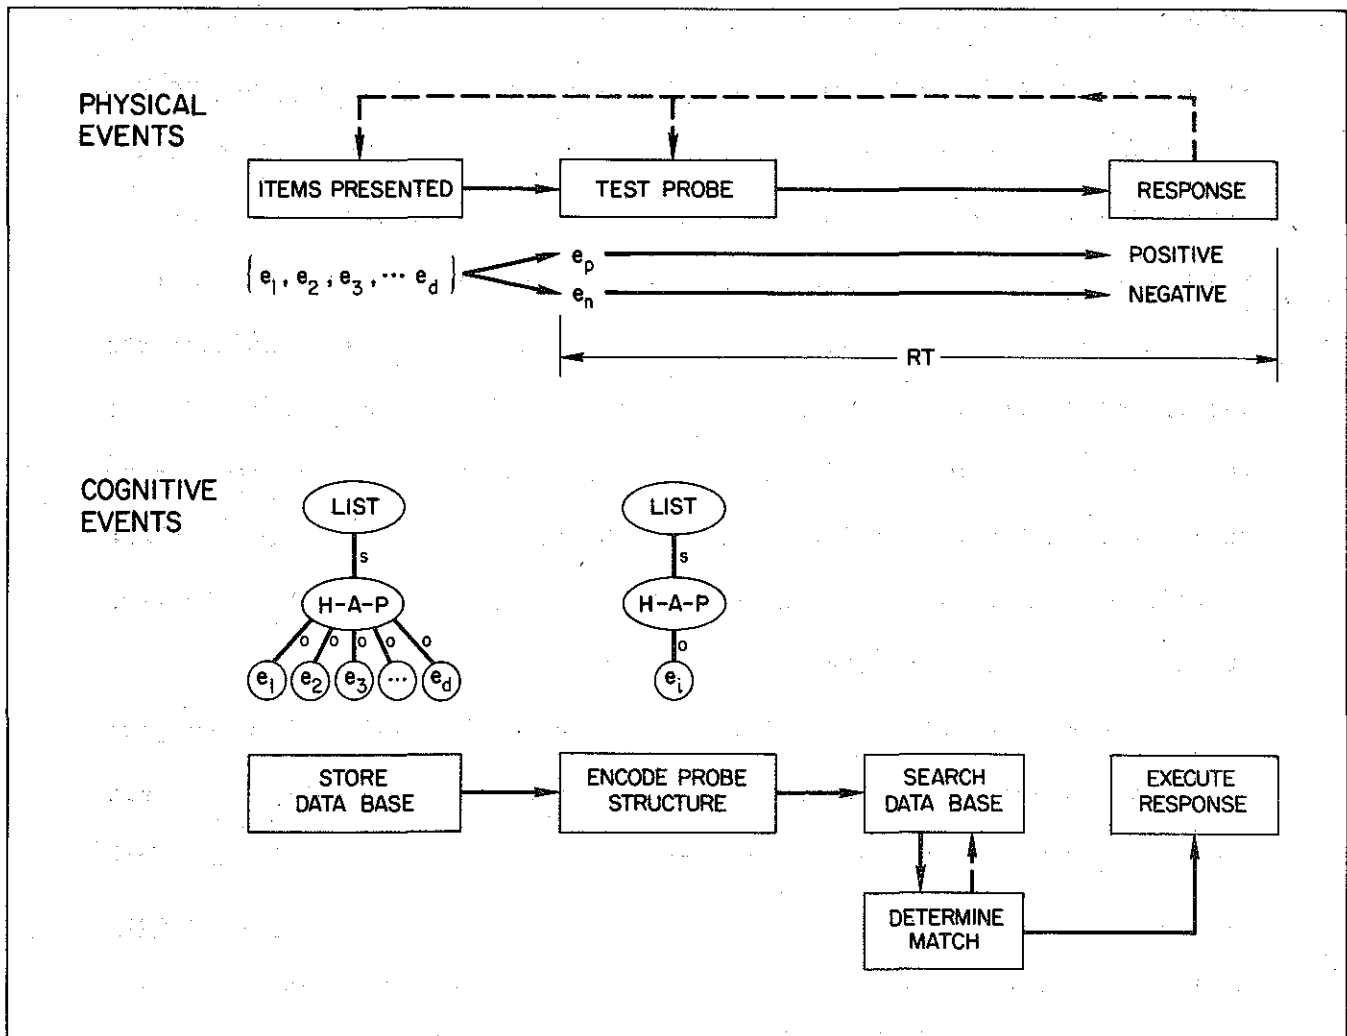 PHYSICAL
EVENTS
ITEMS PRESENTED
TEST PROBE
RESPONSE
{e1, e2, e3, ... ed}
ep
POSITIVE
en
NEGATIVE
RT
COGNITIVE
EVENTS
LIST
LIST
s
s
H-A-P
H-A-P
o o o o o
o
e1 e2 e3 ... ed
ei
STORE
DATA BASE
ENCODE PROBE
STRUCTURE
SEARCH
DATA BASE
EXECUTE
RESPONSE
DETERMINE
MATCH